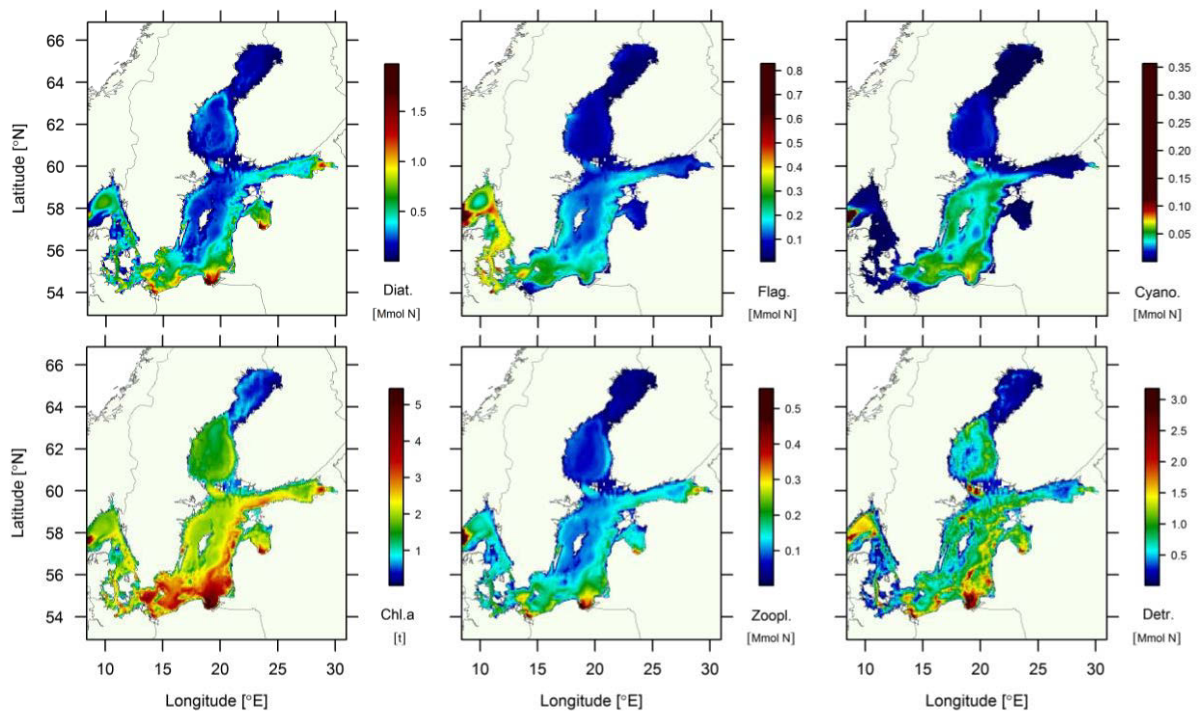 66
64
62
60
58
56
54
Latitude [°N]
1.5
1.0
0.5
Diat.
[Mmol N]
0.8
0.7
0.6
0.5
0.4
0.3
0.2
0.1
Flag.
[Mmol N]
0.35
0.30
0.25
0.20
0.15
0.10
0.05
Cyano.
[Mmol N]
66
64
62
60
58
56
54
Latitude [°N]
5
4
3
2
1
Chl.a
[t]
0.5
0.4
0.3
0.2
0.1
Zoopl.
[Mmol N]
3.0
2.5
2.0
1.5
1.0
0.5
Detr.
[Mmol N]
10 15 20 25 30
10 15 20 25 30
10 15 20 25 30
Longitude [°E]
Longitude [°E]
Longitude [°E]